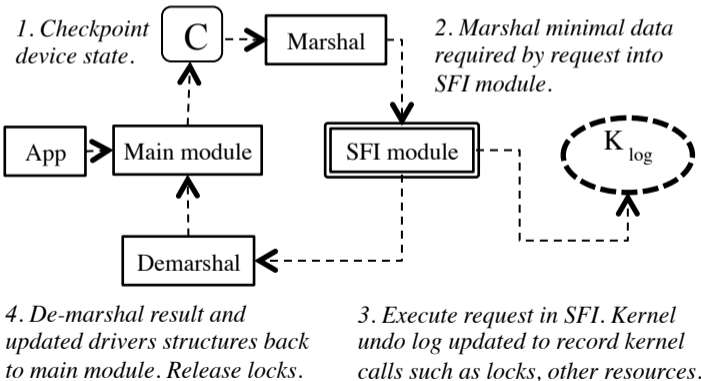 1. Checkpoint
device state.
C
Marshal
2. Marshal minimal data
required by request into
SFI module.
App
Main module
SFI module
K log
Demarshal
4. De-marshal result and
updated drivers structures back
to main module. Release locks.
3. Execute request in SFI. Kernel
undo log updated to record kernel
calls such as locks, other resources.